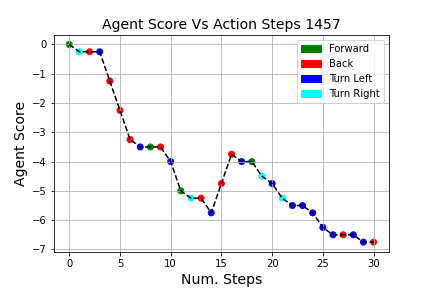 Agent Score Vs Action Steps 1457
Forward
Back
Turn Left
Turn Right
Agent Score
0
−1
−2
−3
−4
−5
−6
−7
0 5 10 15 20 25 30
Num. Steps